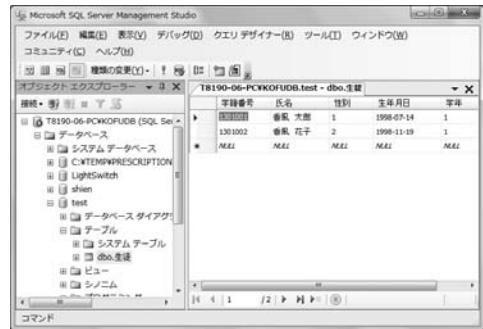 Microsoft SQL Server Management Studio
ファイル(F) 編集(E) 表示(V) デバッグ(D) クエリ デザイナー(R) ツール(T) ウィンドウ(W)
コミュニティ(C) ヘルプ(H)
種類の変更(Y)
オブジェクト エクスプローラー
接続
T8190-06-PC¥KOFUDB (SQL Ser
データベース
システム データベース
C:¥TEMP¥PRESCRIPTION
LightSwitch
shien
test
データベース ダイアグ
テーブル
システム テーブル
dbo.生徒
ビュー
シノニム
T8190-06-PC¥KOFUDB.test - dbo.生徒
学籍番号 氏名 性別 生年月日 学年
1301001 香風 太郎 1 1998-07-14 1
1301002 香風 花子 2 1998-11-19 1
NULL NULL NULL NULL NULL
1 /2
コマンド